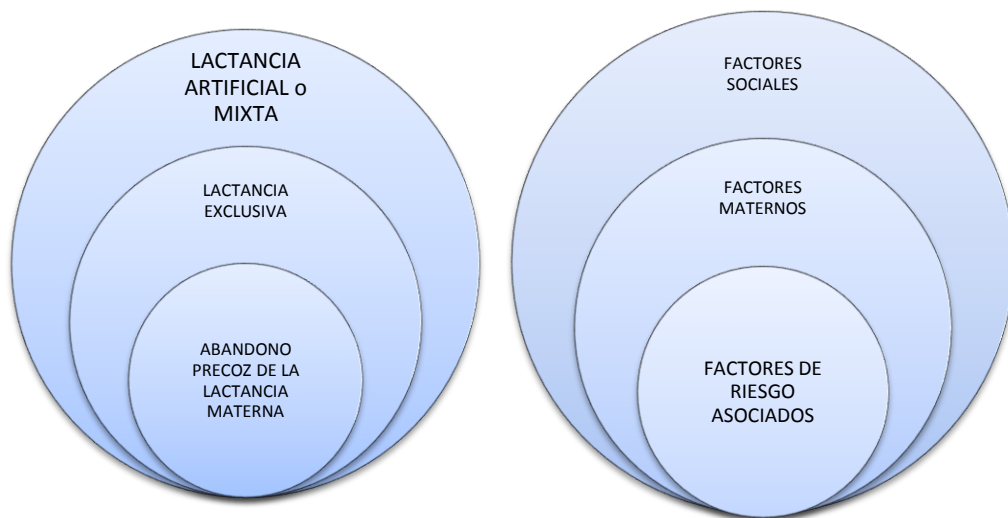 LACTANCIA
ARTIFICIAL o
MIXTA
LACTANCIA
EXCLUSIVA
ABANDONO
PRECOZ DE LA
LACTANCIA
MATERNA
FACTORES
SOCIALES
FACTORES
MATERNOS
FACTORES DE
RIESGO
ASOCIADOS